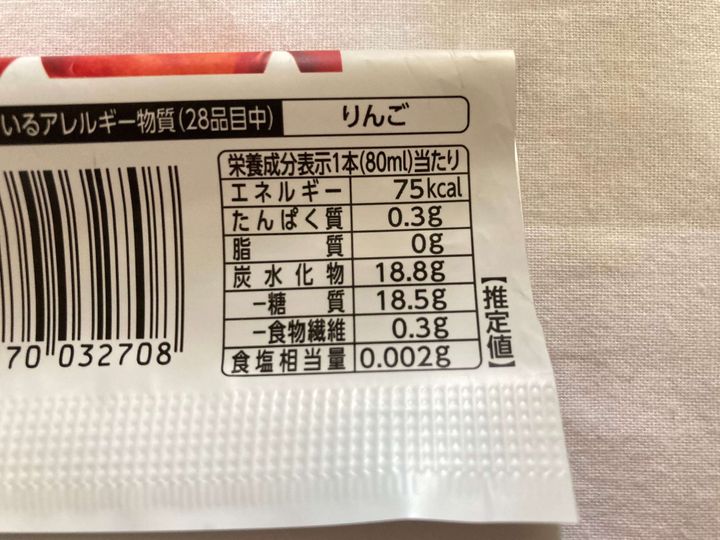 いるアレルギー物質(28品目中) りんご
栄養成分表示1本(80ml)当たり
エネルギー 75kcal
たんぱく質 0.3g
脂質 0g
炭水化物 18.8g
−糖質 18.5g
−食物繊維 0.3g
食塩相当量 0.002g
【推定値】
70 032708